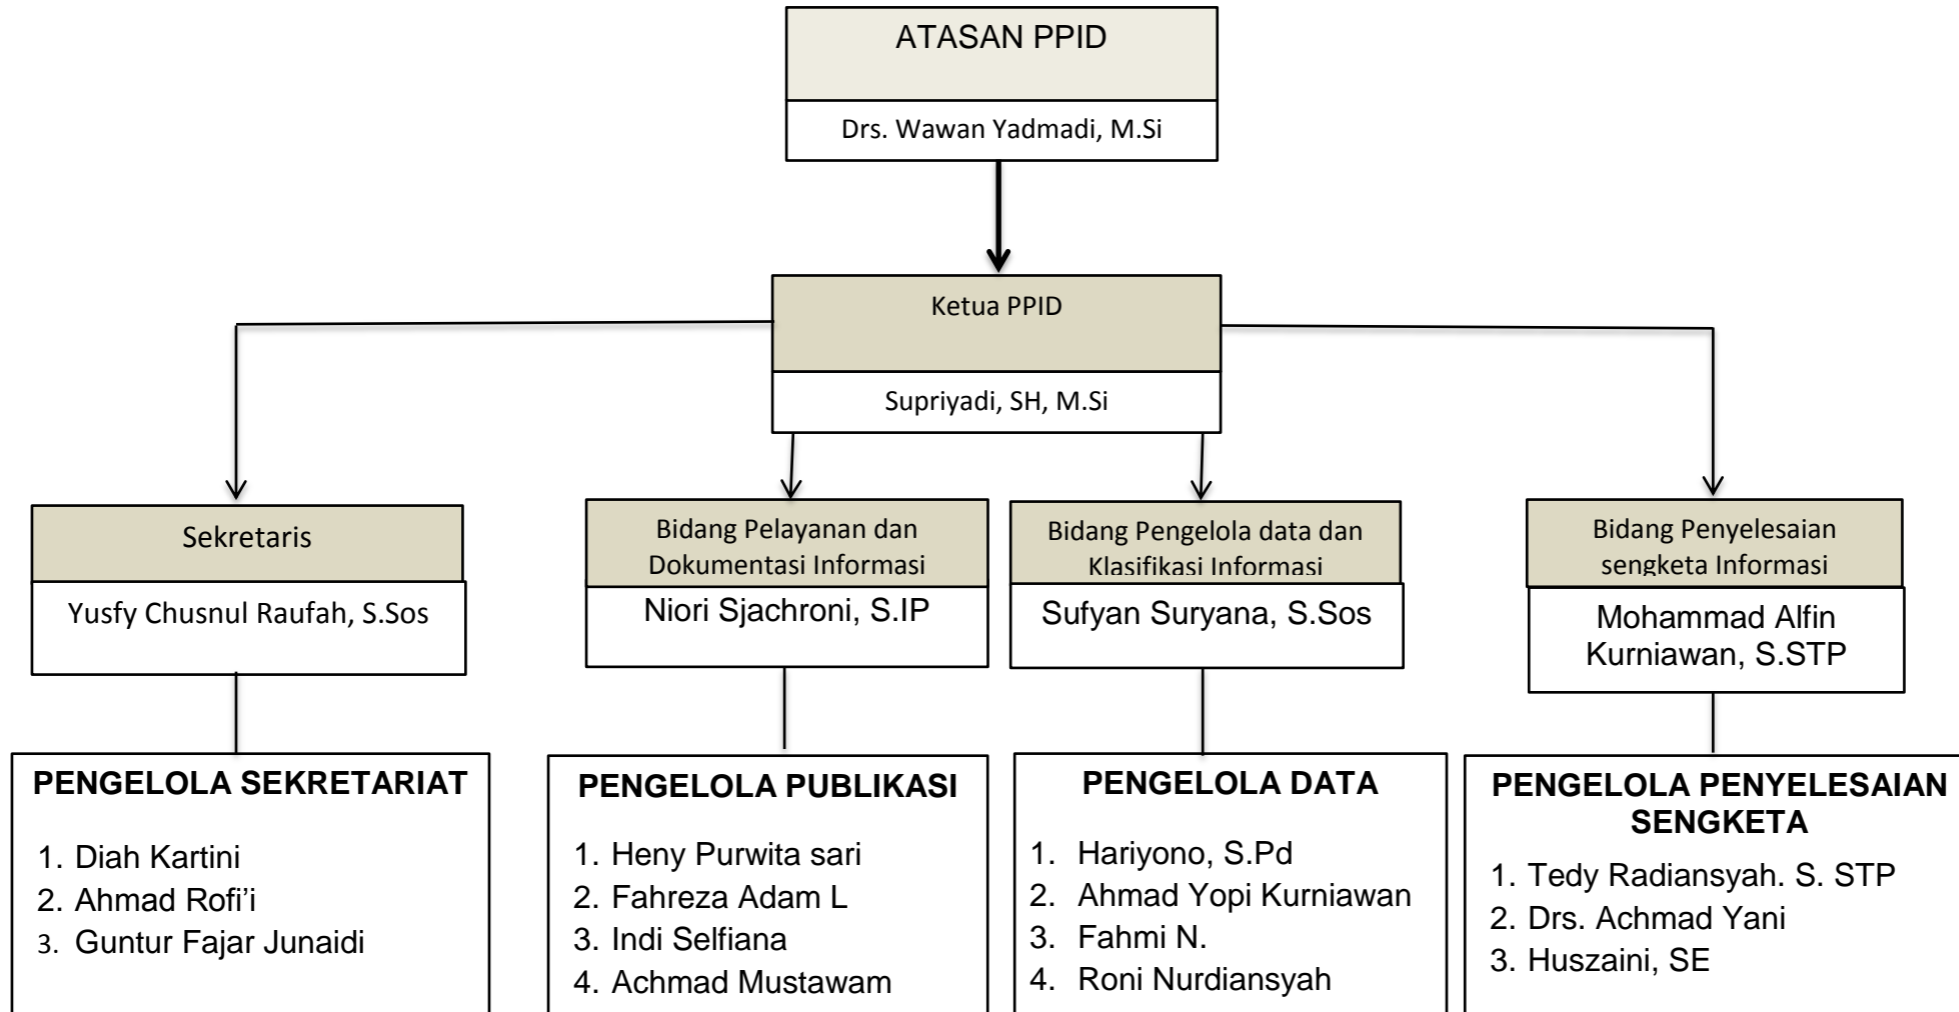 ATASAN PPID
Drs. Wawan Yadmadi, M.Si
Ketua PPID
Supriyadi, SH, M.Si
Sekretaris
Yusfy Chusnul Raufah, S.Sos
Bidang Pelayanan dan
Dokumentasi Informasi
Niori Sjachroni, S.IP
Bidang Pengelola data dan
Klasifikasi Informasi
Sufyan Suryana, S.Sos
Bidang Penyelesaian
sengketa Informasi
Mohammad Alfin
Kurniawan, S.STP
PENGELOLA SEKRETARIAT
1. Diah Kartini
2. Ahmad Rofi’i
3. Guntur Fajar Junaidi
PENGELOLA PUBLIKASI
1. Heny Purwita sari
2. Fahreza Adam L
3. Indi Selfiana
4. Achmad Mustawam
PENGELOLA DATA
1. Hariyono, S.Pd
2. Ahmad Yopi Kurniawan
3. Fahmi N.
4. Roni Nurdiansyah
PENGELOLA PENYELESAIAN
SENGKETA
1. Tedy Radiansyah. S. STP
2. Drs. Achmad Yani
3. Huszaini, SE